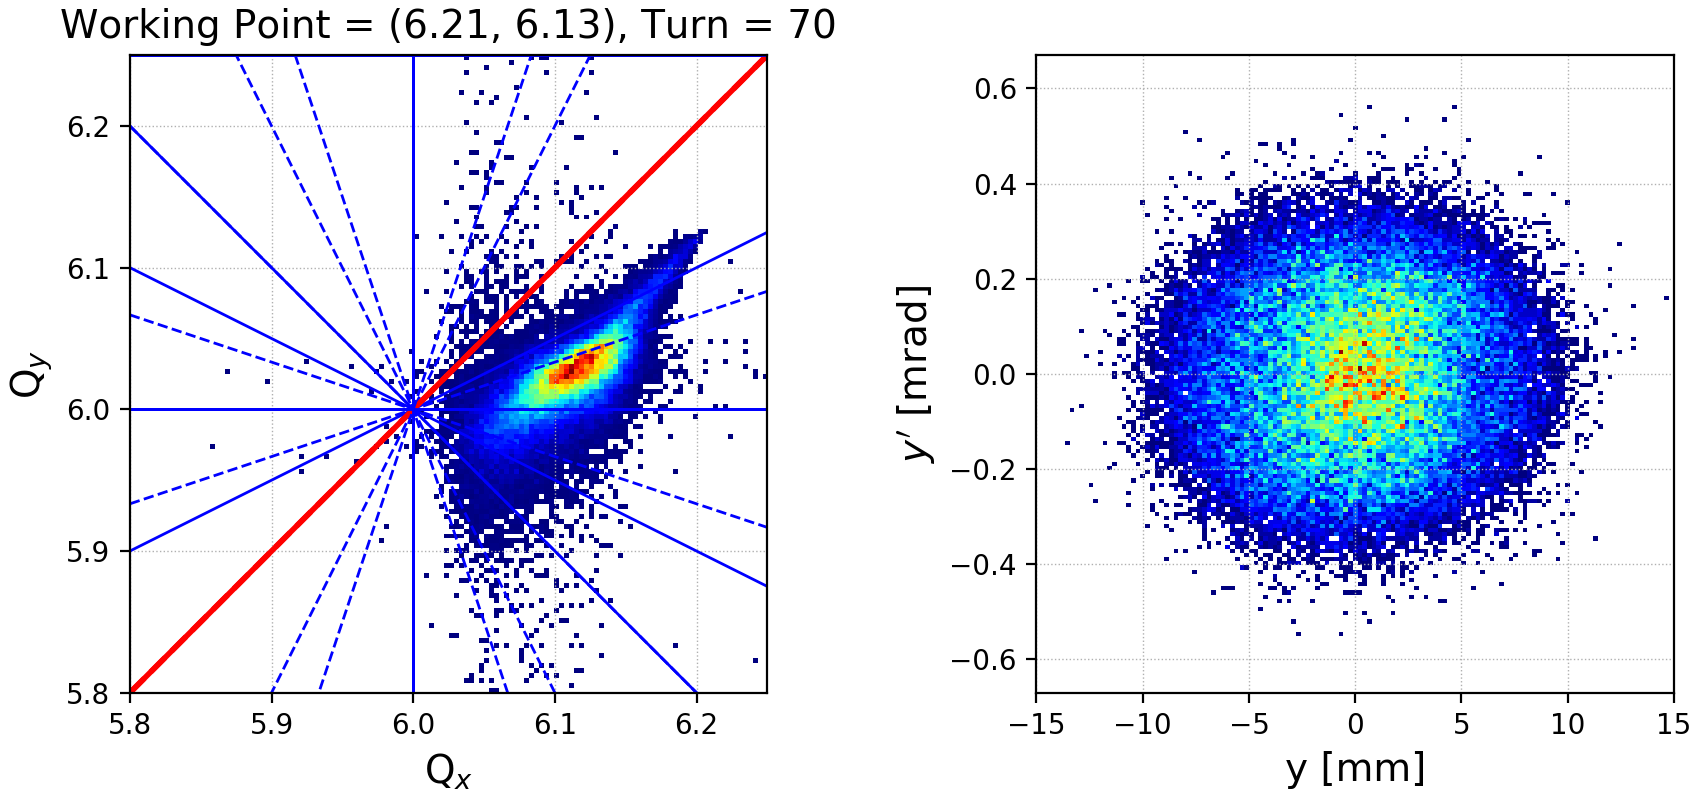 Working Point = (6.21, 6.13), Turn = 70
6.2
6.1
6.0
5.9
5.8
Q_y
5.8 5.9 6.0 6.1 6.2
Q_x
0.6
0.4
0.2
0.0
−0.2
−0.4
−0.6
y′ [mrad]
−15 −10 −5 0 5 10 15
y [mm]